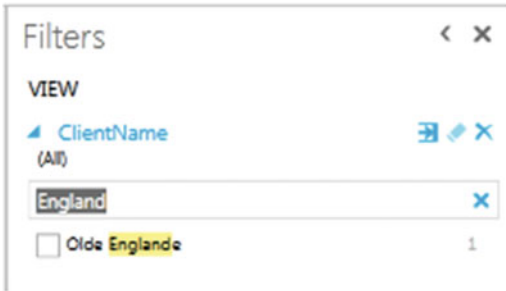 Filters
VIEW
ClientName
(All)
England
Olde Englande 1